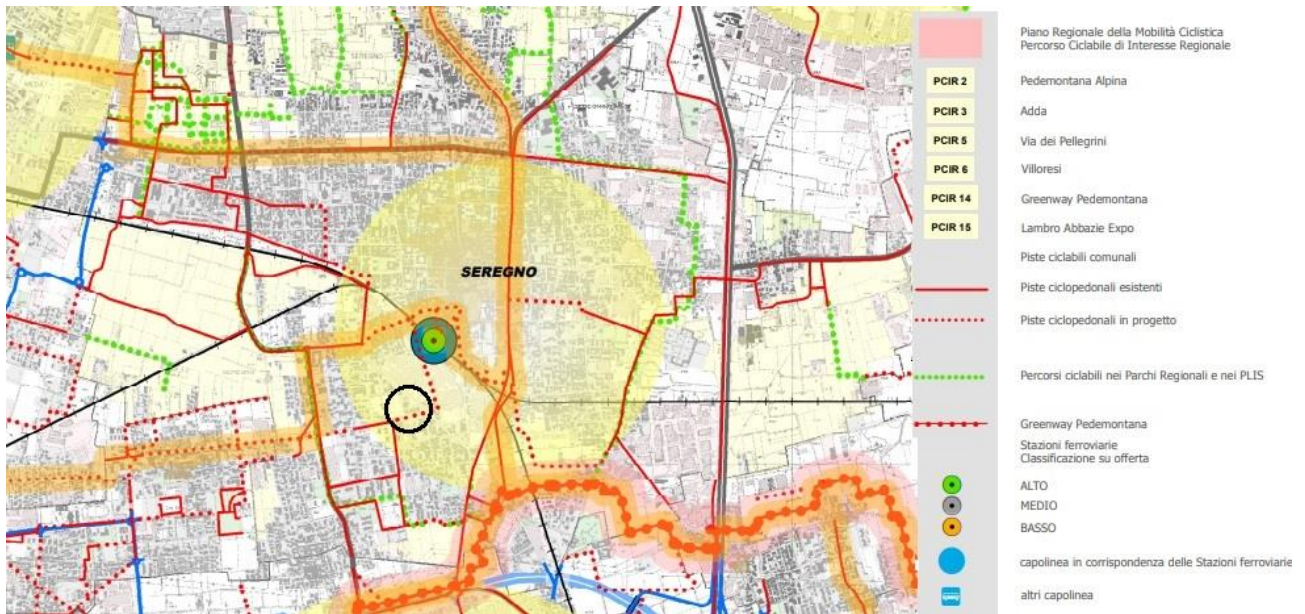 SEREGNO
Piano Regionale della Mobilità Ciclistica
Percorso Ciclabile di Interesse Regionale
PCIR 2 Pedemontana Alpina
PCIR 3 Adda
PCIR 5 Via dei Pellegrini
PCIR 6 Villoresi
PCIR 14 Greenway Pedemontana
PCIR 15 Lambro Abbazie Expo
Piste ciclabili comunali
Piste ciclopedonali esistenti
Piste ciclopedonali in progetto
Percorsi ciclabili nei Parchi Regionali e nei PLIS
Greenway Pedemontana
Stazioni ferroviarie
Classificazione su offerta
ALTO
MEDIO
BASSO
capolinea in corrispondenza delle Stazioni ferroviarie
altri capolinea